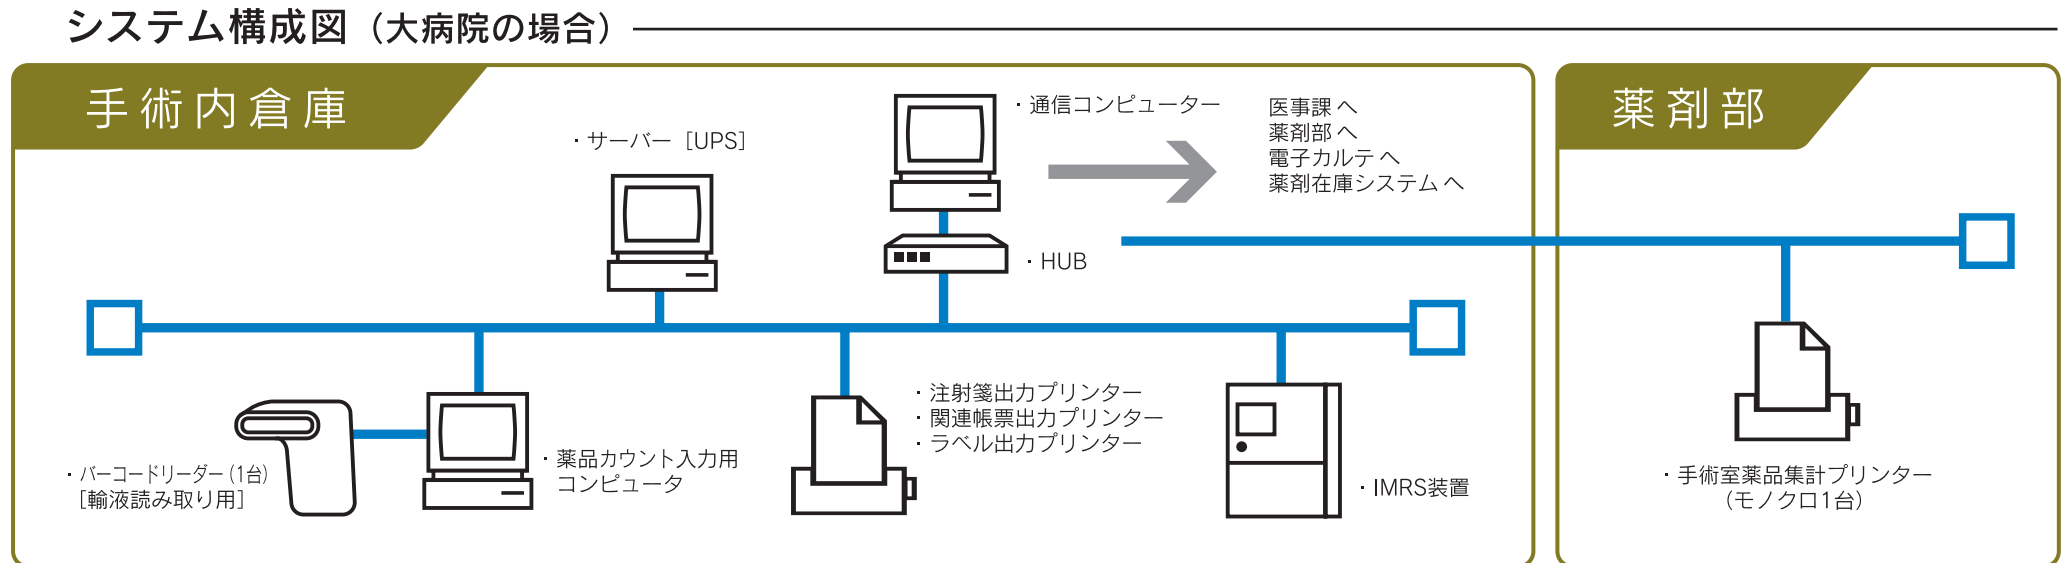 システム構成図（大病院の場合）
手術内倉庫
・サーバー［UPS］
・通信コンピューター
医事課 へ
薬剤部 へ
電子カルテ へ
薬剤在庫システム へ
・HUB
・バーコードリーダー（1台）
［輸液読み取り用］
・薬品カウント入力用
コンピュータ
・注射箋出力プリンター
・関連帳票出力プリンター
・ラベル出力プリンター
・IMRS装置
薬剤部
・手術室薬品集計プリンター
（モノクロ1台）